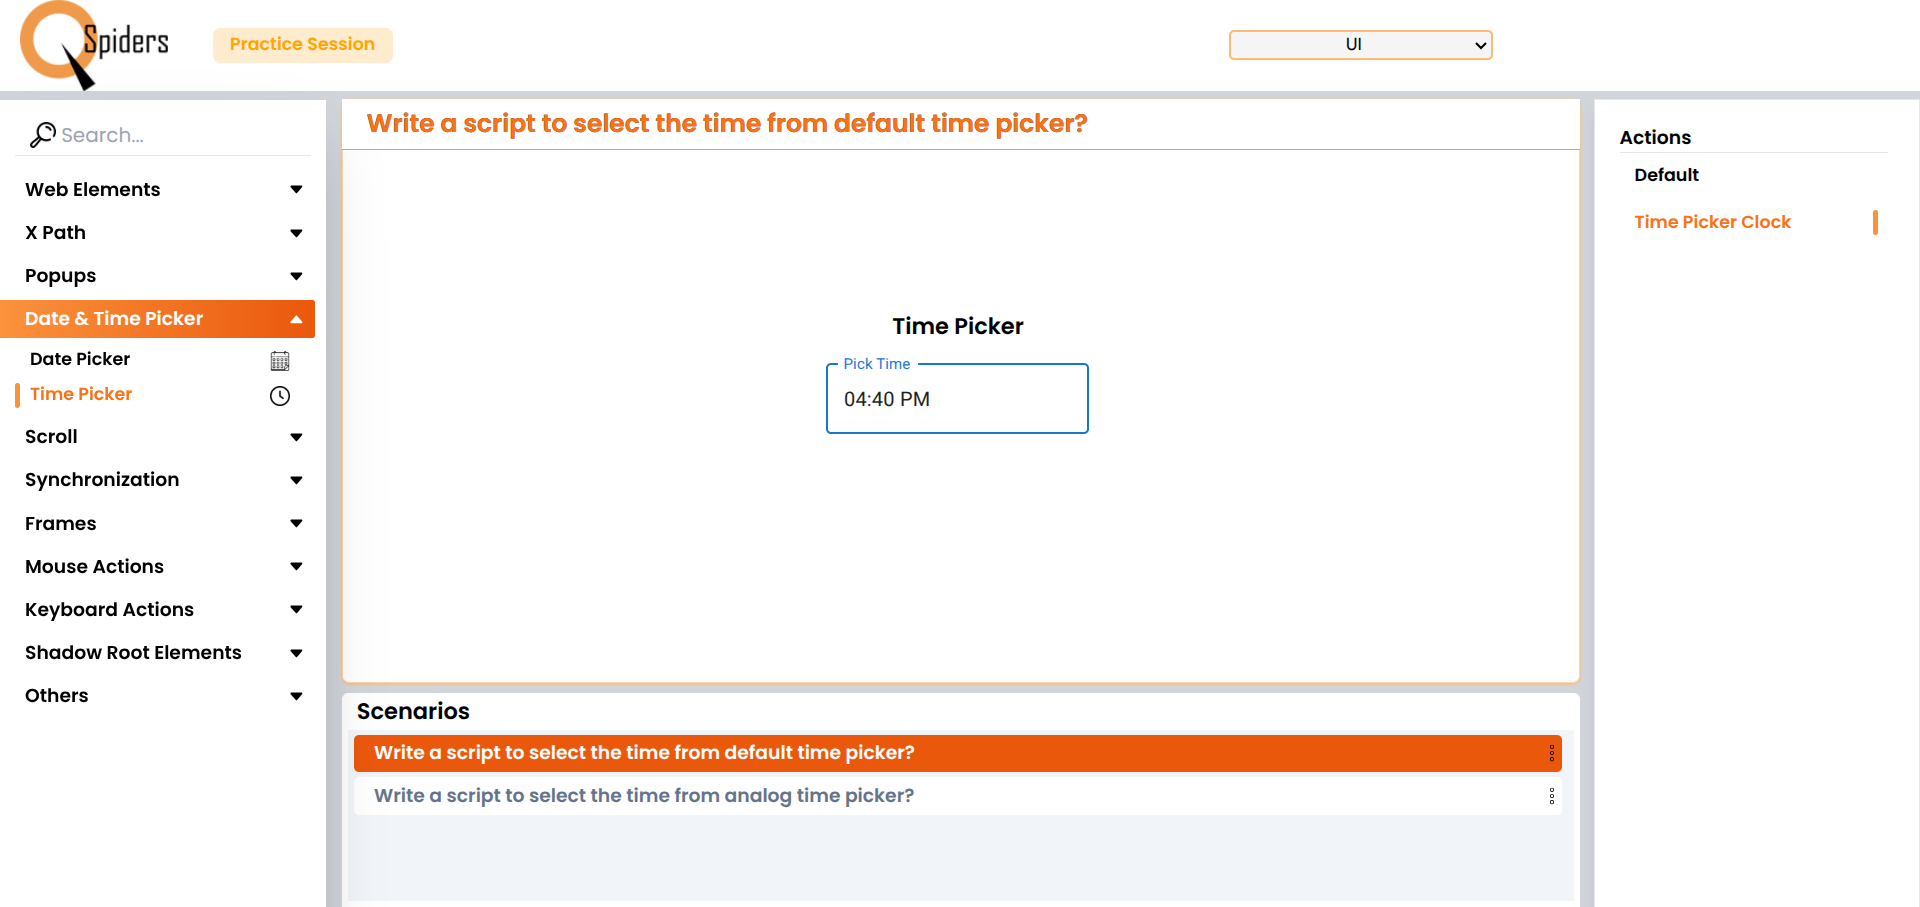 Spiders
Practice Session
UI
Search...
Web Elements
X Path
Popups
Date & Time Picker
Date Picker
Time Picker
Scroll
Synchronization
Frames
Mouse Actions
Keyboard Actions
Shadow Root Elements
Others
Write a script to select the time from default time picker?
Time Picker
Pick Time
04:40 PM
Scenarios
Write a script to select the time from default time picker?
Write a script to select the time from analog time picker?
Actions
Default
Time Picker Clock